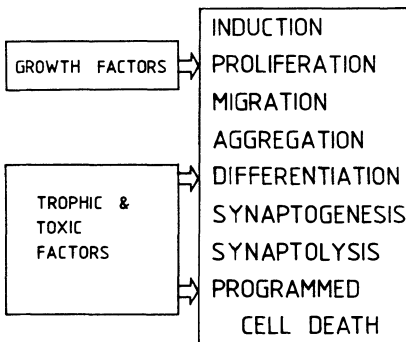 GROWTH FACTORS
TROPHIC &
TOXIC
FACTORS
INDUCTION
PROLIFERATION
MIGRATION
AGGREGATION
DIFFERENTIATION
SYNAPTOGENESIS
SYNAPTOLYSIS
PROGRAMMED
CELL DEATH